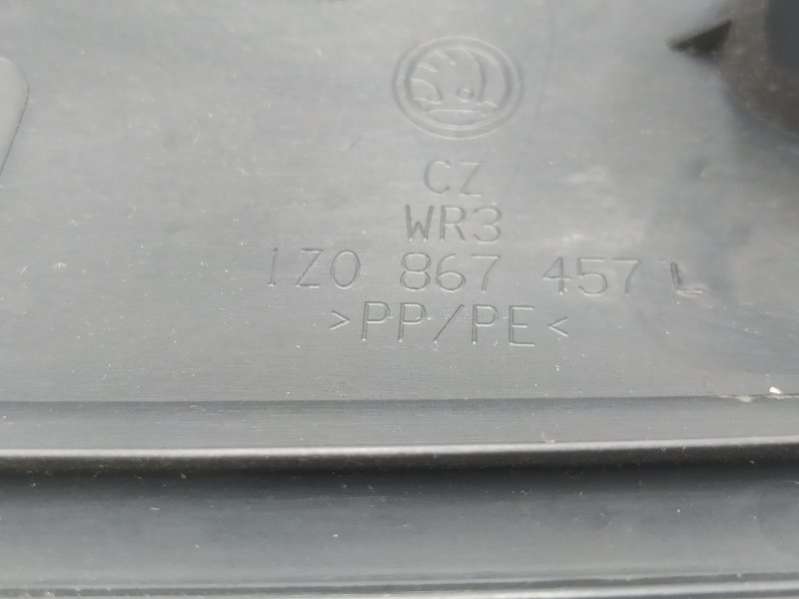 CZ
WR3
1Z0 867 457 L
>PP/PE<